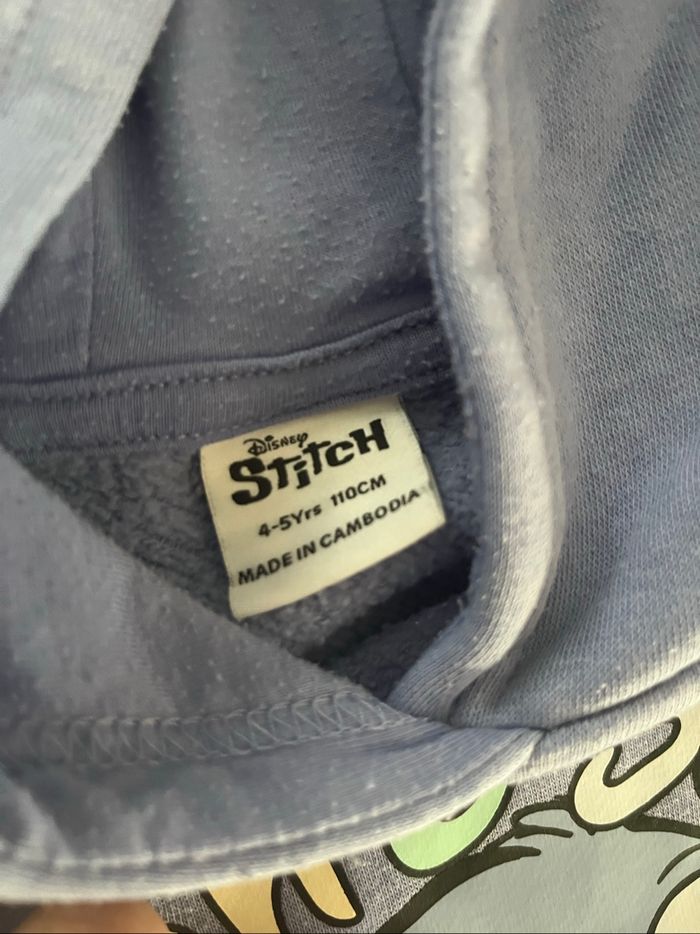 Disney
Stitch
4-5Yrs 110CM
MADE IN CAMBODIA